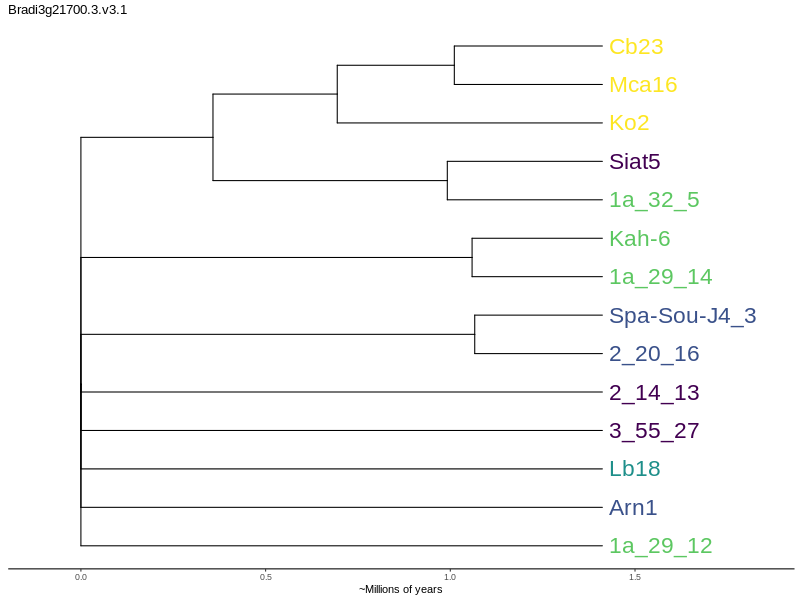 Bradi3g21700.3.v3.1
Cb23
Mca16
Ko2
Siat5
1a_32_5
Kah-6
1a_29_14
Spa-Sou-J4_3
2_20_16
2_14_13
3_55_27
Lb18
Arn1
1a_29_12
0.0 0.5 1.0 1.5
~Millions of years